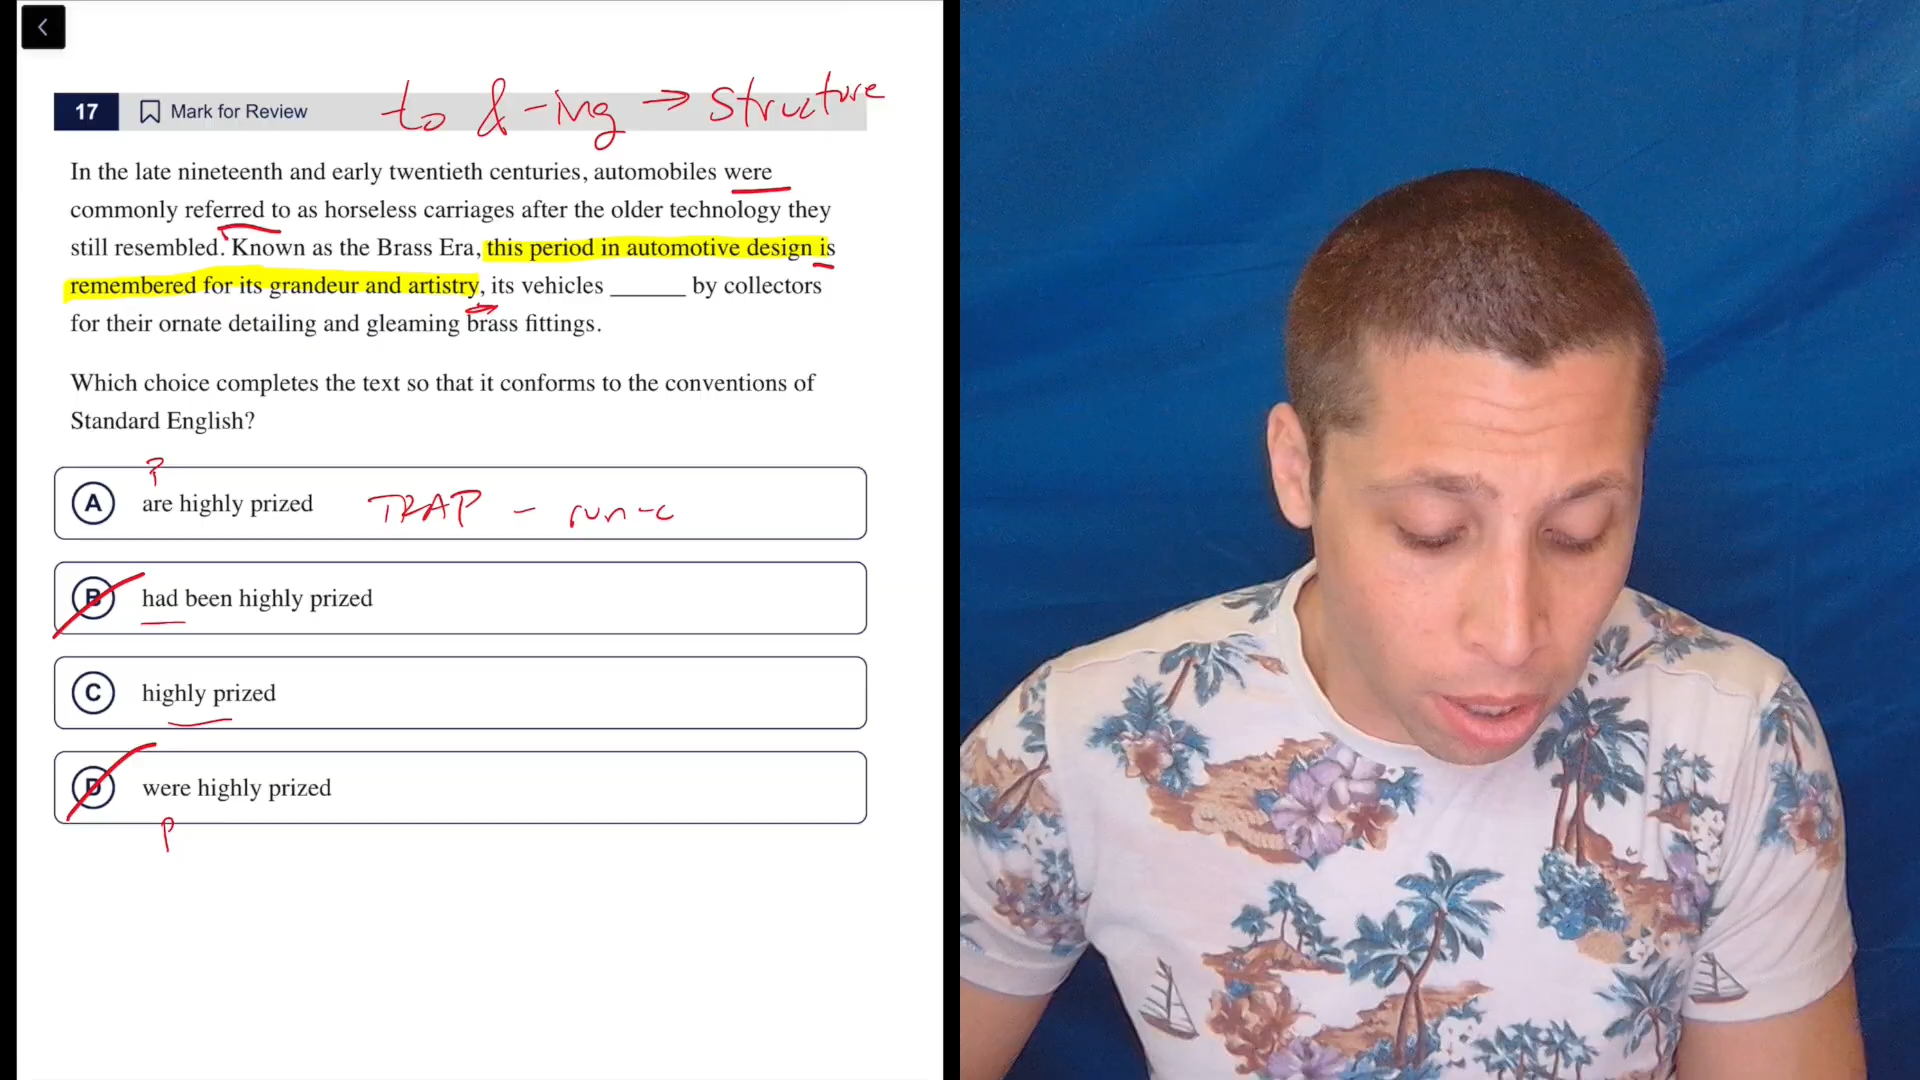 17 Mark for Review to & -ing → structure
In the late nineteenth and early twentieth centuries, automobiles were
commonly referred to as horseless carriages after the older technology they
still resembled. Known as the Brass Era, this period in automotive design is
remembered for its grandeur and artistry, its vehicles ______ by collectors
for their ornate detailing and gleaming brass fittings.
Which choice completes the text so that it conforms to the conventions of
Standard English?
?
A are highly prized TRAP - run-o
B had been highly prized
C highly prized
D were highly prized
P